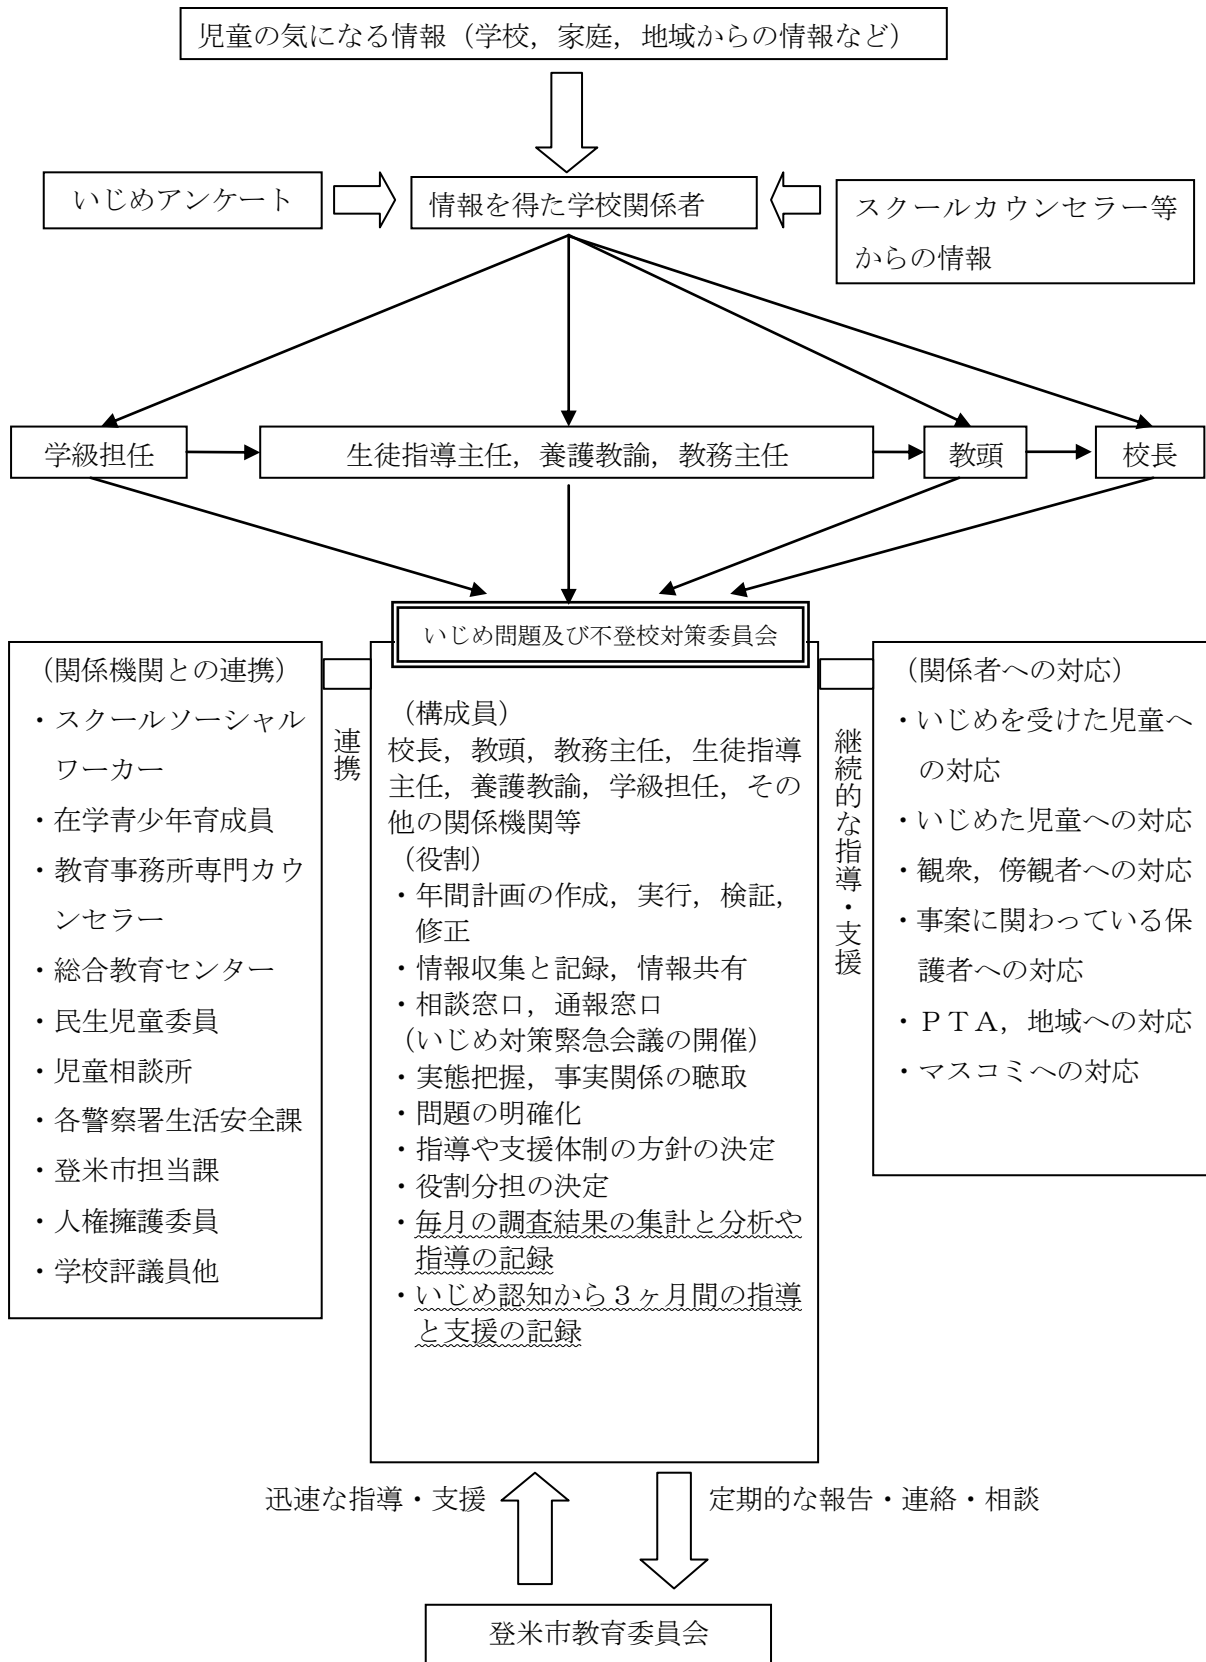 児童の気になる情報（学校，家庭，地域からの情報など）
いじめアンケート
情報を得た学校関係者
スクールカウンセラー等
からの情報
学級担任
生徒指導主任，養護教諭，教務主任
教頭
校長
いじめ問題及び不登校対策委員会
（関係機関との連携）
・スクールソーシャル
ワーカー
・在学青少年育成員
・教育事務所専門カウ
ンセラー
・総合教育センター
・民生児童委員
・児童相談所
・各警察署生活安全課
・登米市担当課
・人権擁護委員
・学校評議員他
連携
（構成員）
校長，教頭，教務主任，生徒指導
主任，養護教諭，学級担任，その
他の関係機関等
（役割）
・年間計画の作成，実行，検証，
修正
・情報収集と記録，情報共有
・相談窓口，通報窓口
（いじめ対策緊急会議の開催）
・実態把握，事実関係の聴取
・問題の明確化
・指導や支援体制の方針の決定
・役割分担の決定
・毎月の調査結果の集計と分析や
指導の記録
・いじめ認知から３ヶ月間の指導
と支援の記録
継続的な指導・支援
（関係者への対応）
・いじめを受けた児童へ
の対応
・いじめた児童への対応
・観衆，傍観者への対応
・事案に関わっている保
護者への対応
・ＰＴＡ，地域への対応
・マスコミへの対応
迅速な指導・支援
定期的な報告・連絡・相談
登米市教育委員会